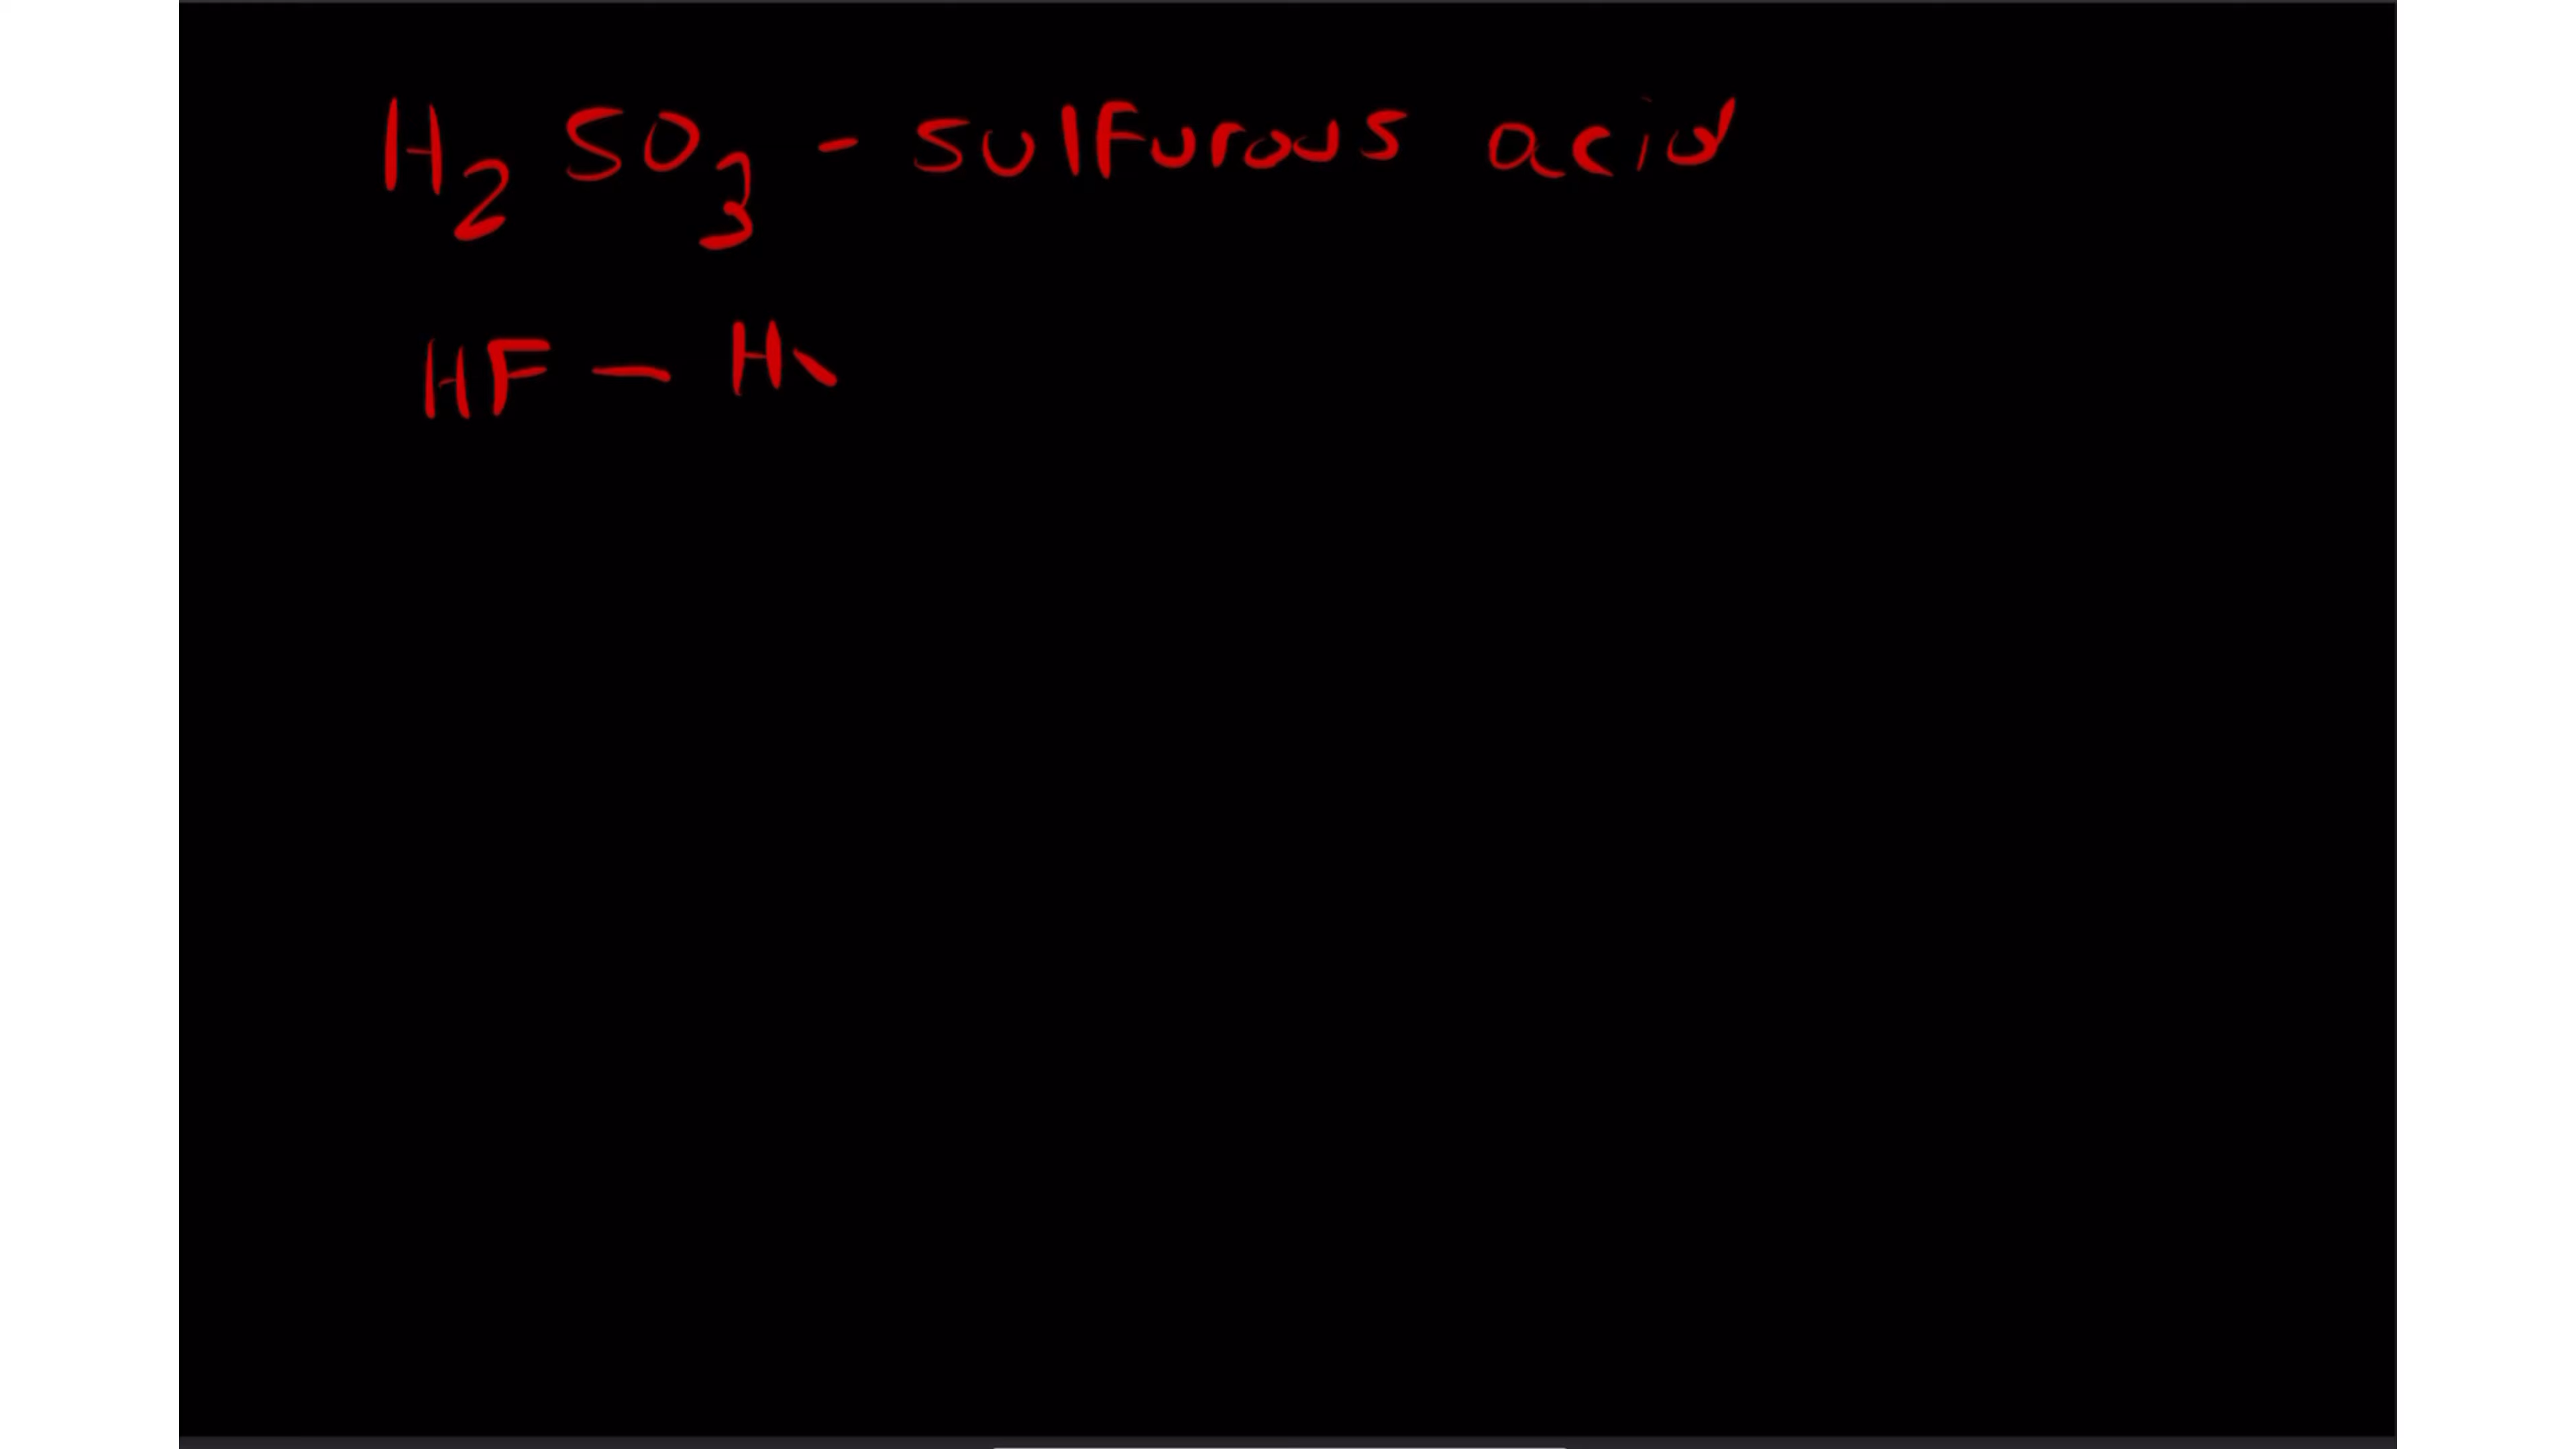 H₂SO₃ - sulfurous acid
HF - H